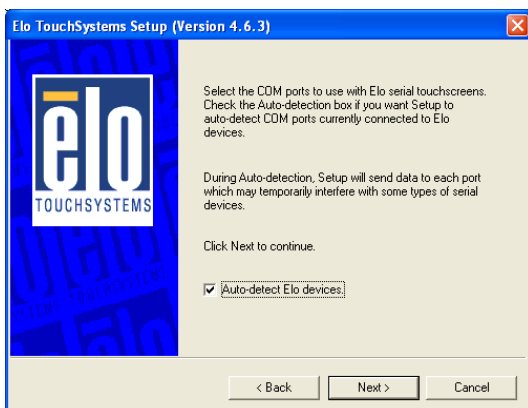 Elo TouchSystems Setup (Version 4.6.3)
elo
TOUCHSYSTEMS
Select the COM ports to use with Elo serial touchscreens.
Check the Auto-detection box if you want Setup to
auto-detect COM ports currently connected to Elo
devices.
During Auto-detection, Setup will send data to each port
which may temporarily interfere with some types of serial
devices.
Click Next to continue.
Auto-detect Elo devices.
< Back
Next >
Cancel